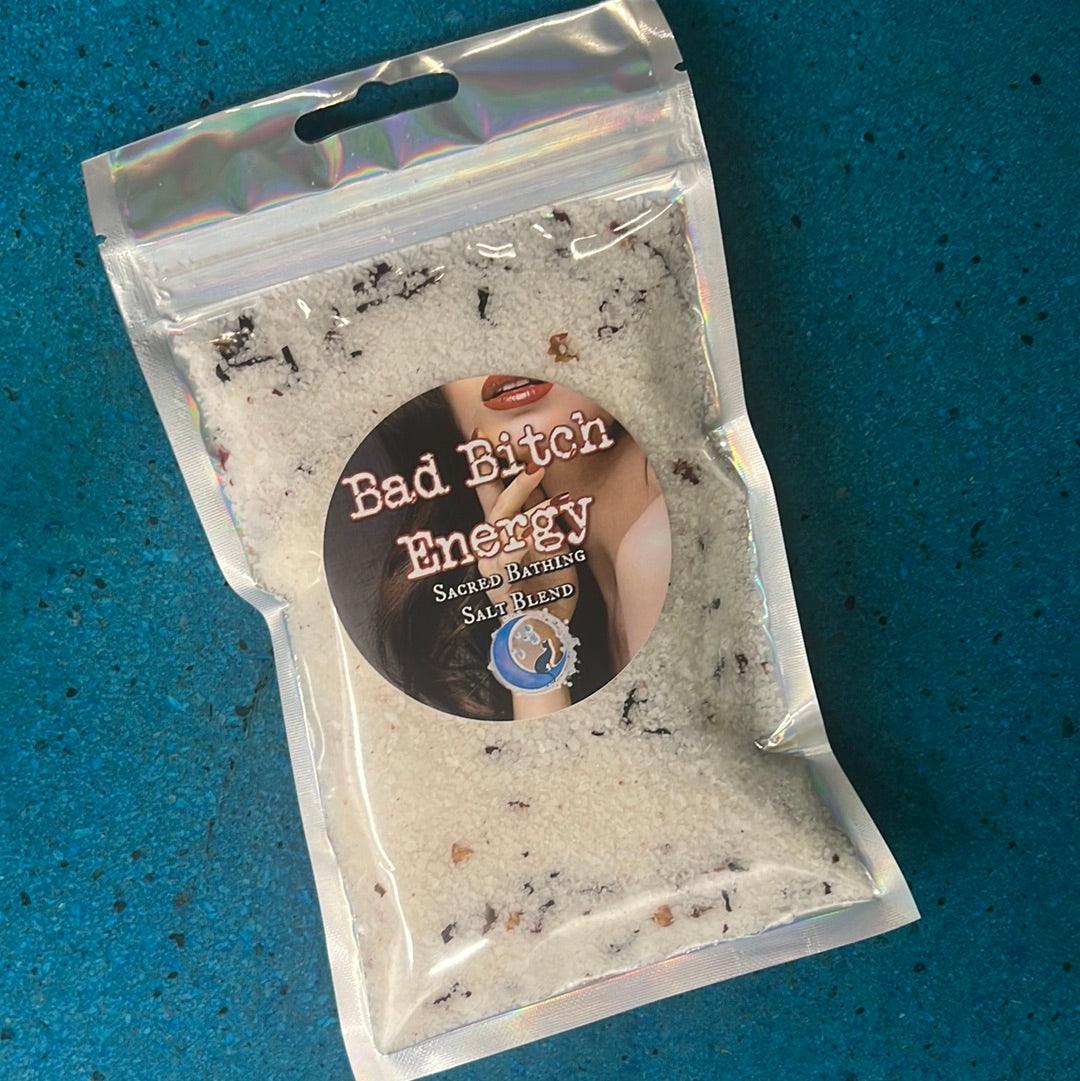 Bad Bitch
Energy
Sacred Bathing
Salt Blend